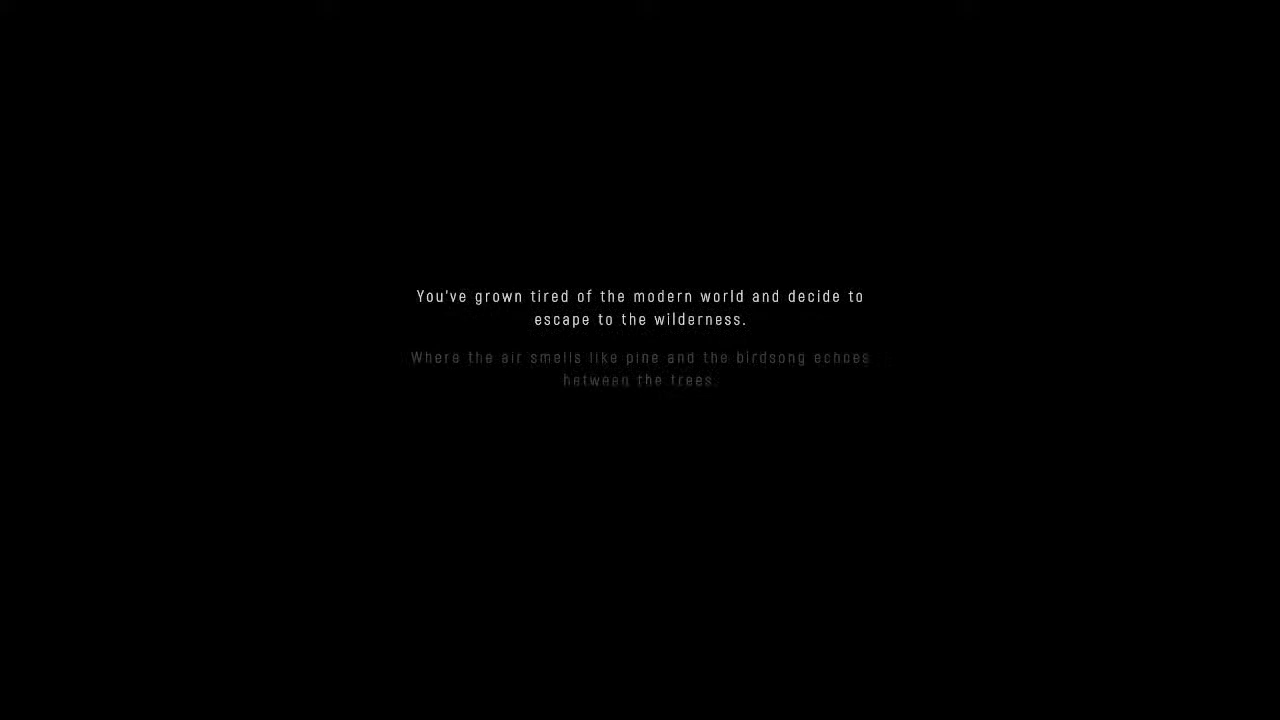 You've grown tired of the modern world and decide to
escape to the wilderness.
Where the air smells like pine and the birdsong echoes
between the trees.